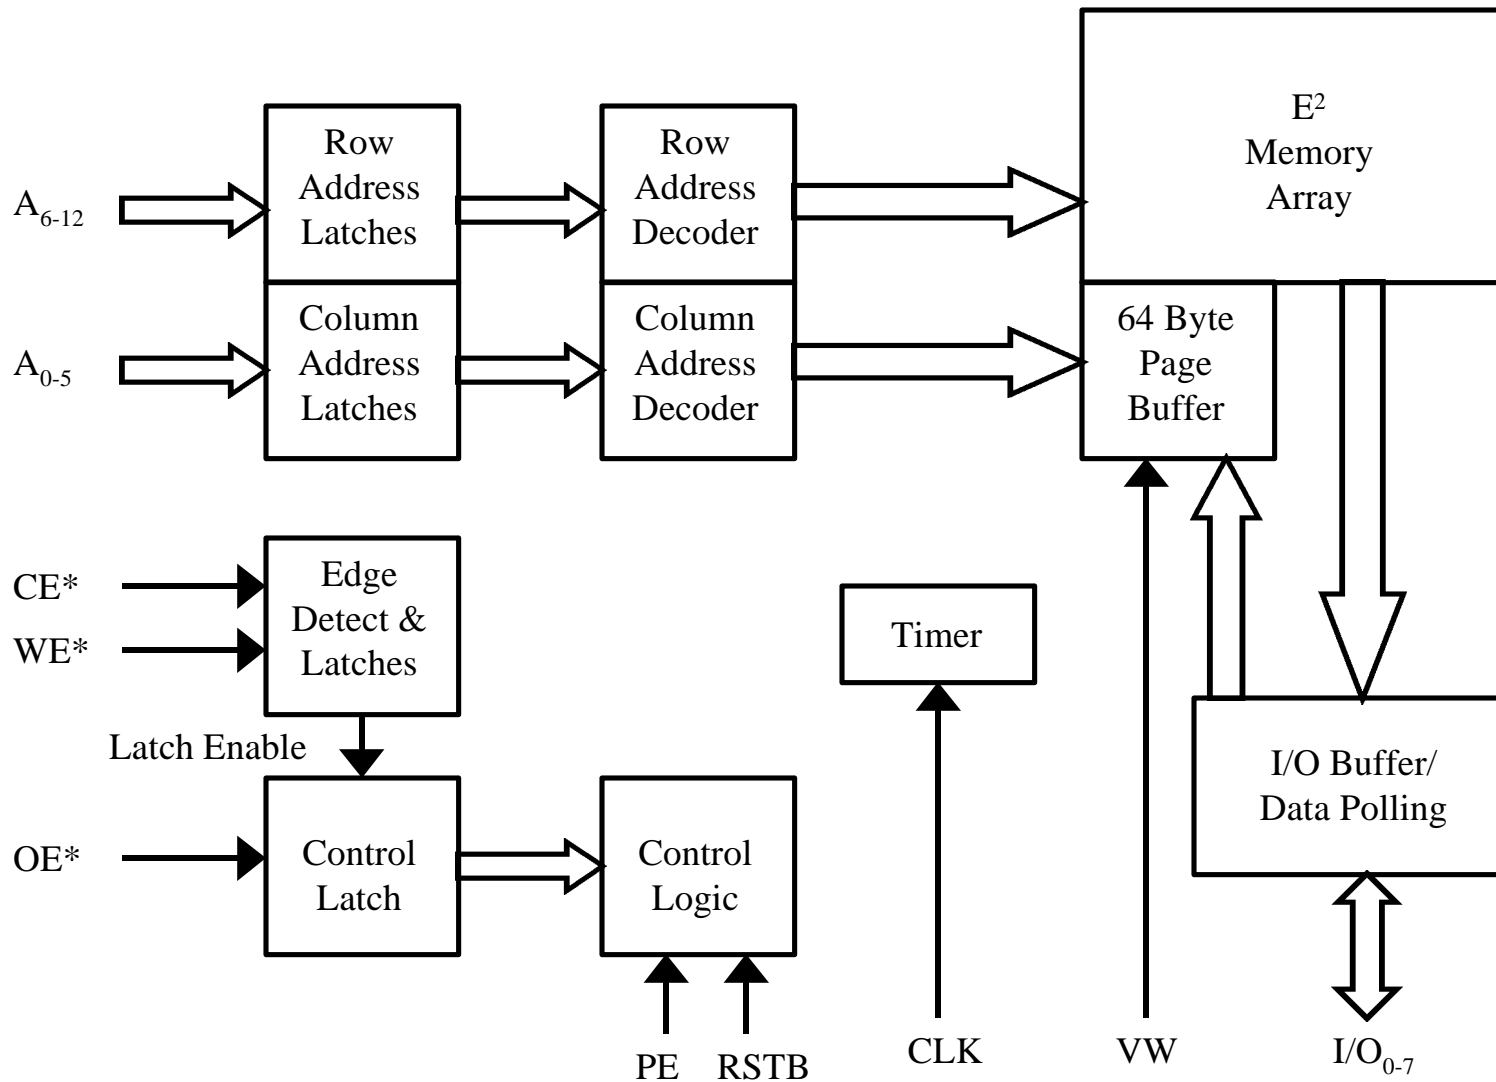 E²
Memory
Array
Row
Address
Latches
Row
Address
Decoder
A₆₋₁₂
Column
Address
Latches
Column
Address
Decoder
64 Byte
Page
Buffer
A₀₋₅
CE*
WE*
Edge
Detect &
Latches
Timer
Latch Enable
I/O Buffer/
Data Polling
OE*
Control
Latch
Control
Logic
PE
RSTB
CLK
VW
I/O₀₋₇